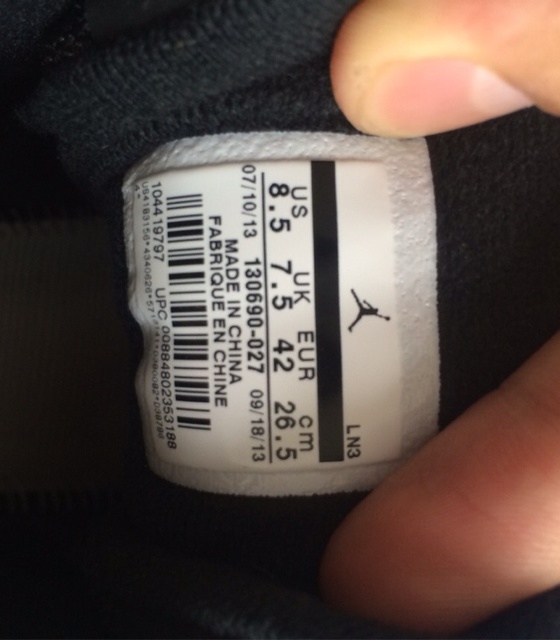 LN3
US UK EUR cm
8.5 7.5 42 26.5
07/10/13 130690-027 09/18/13
MADE IN CHINA
FABRIQUE EN CHINE
104419797 UPC 00884802353188